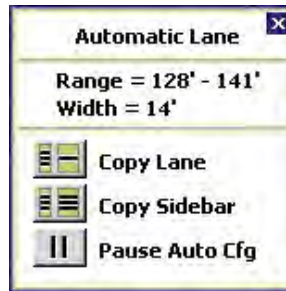 Automatic Lane
Range = 128' - 141'
Width = 14'
Copy Lane
Copy Sidebar
Pause Auto Cfg